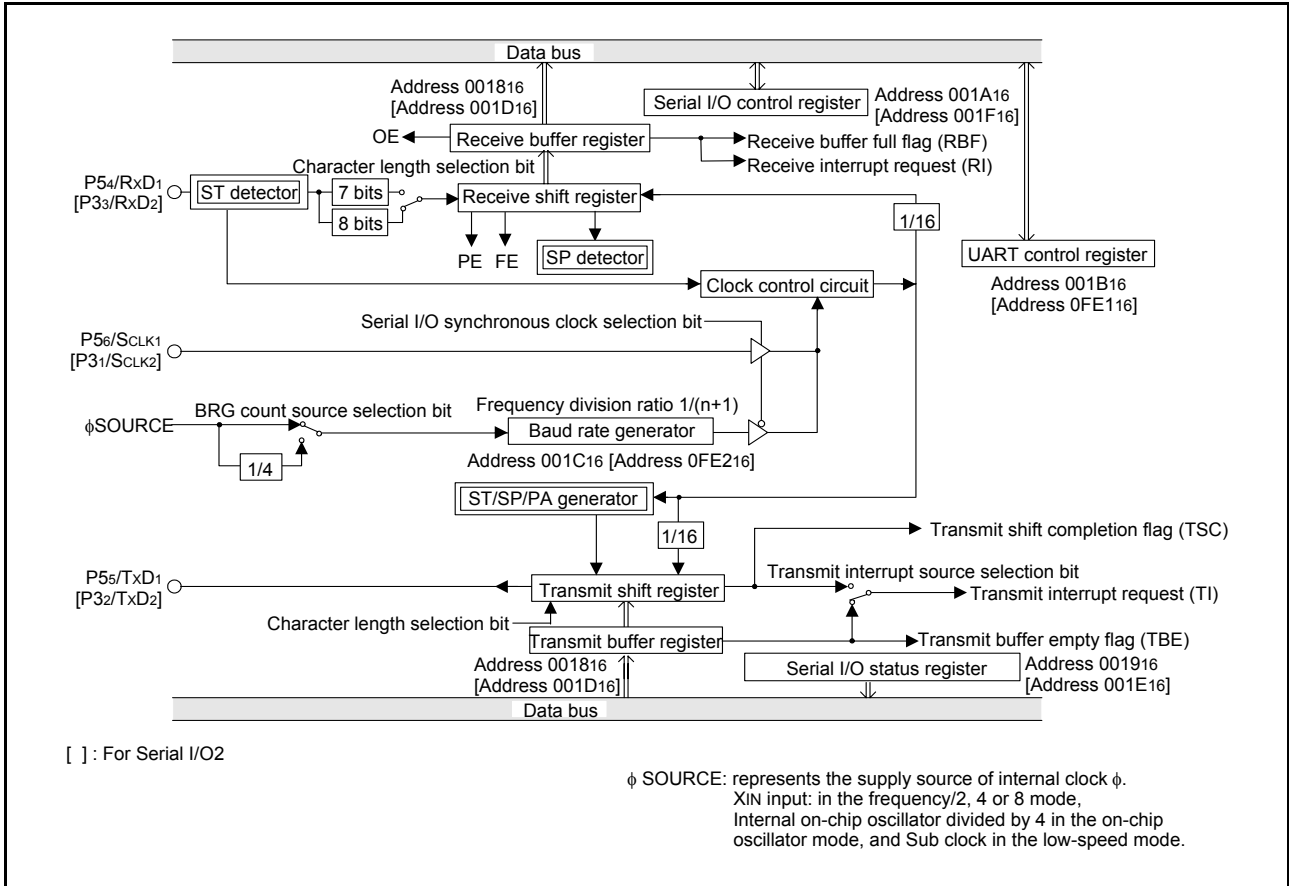 Data bus
Address 001816
[Address 001D16]
Serial I/O control register
Address 001A16
[Address 001F16]
OE
Receive buffer register
Receive buffer full flag (RBF)
Receive interrupt request (RI)
Character length selection bit
P54/RxD1
[P33/RxD2]
ST detector
7 bits
8 bits
Receive shift register
1/16
PE
FE
SP detector
UART control register
Address 001B16
[Address 0FE116]
Clock control circuit
Serial I/O synchronous clock selection bit
P56/SCLK1
[P31/SCLK2]
BRG count source selection bit
Frequency division ratio 1/(n+1)
ϕSOURCE
Baud rate generator
1/4
Address 001C16 [Address 0FE216]
ST/SP/PA generator
1/16
Transmit shift completion flag (TSC)
P55/TxD1
[P32/TxD2]
Transmit shift register
Transmit interrupt source selection bit
Transmit interrupt request (TI)
Character length selection bit
Transmit buffer register
Transmit buffer empty flag (TBE)
Address 001816
[Address 001D16]
Serial I/O status register
Address 001916
[Address 001E16]
Data bus
[ ] : For Serial I/O2
ϕ SOURCE: represents the supply source of internal clock ϕ.
XIN input: in the frequency/2, 4 or 8 mode,
Internal on-chip oscillator divided by 4 in the on-chip
oscillator mode, and Sub clock in the low-speed mode.